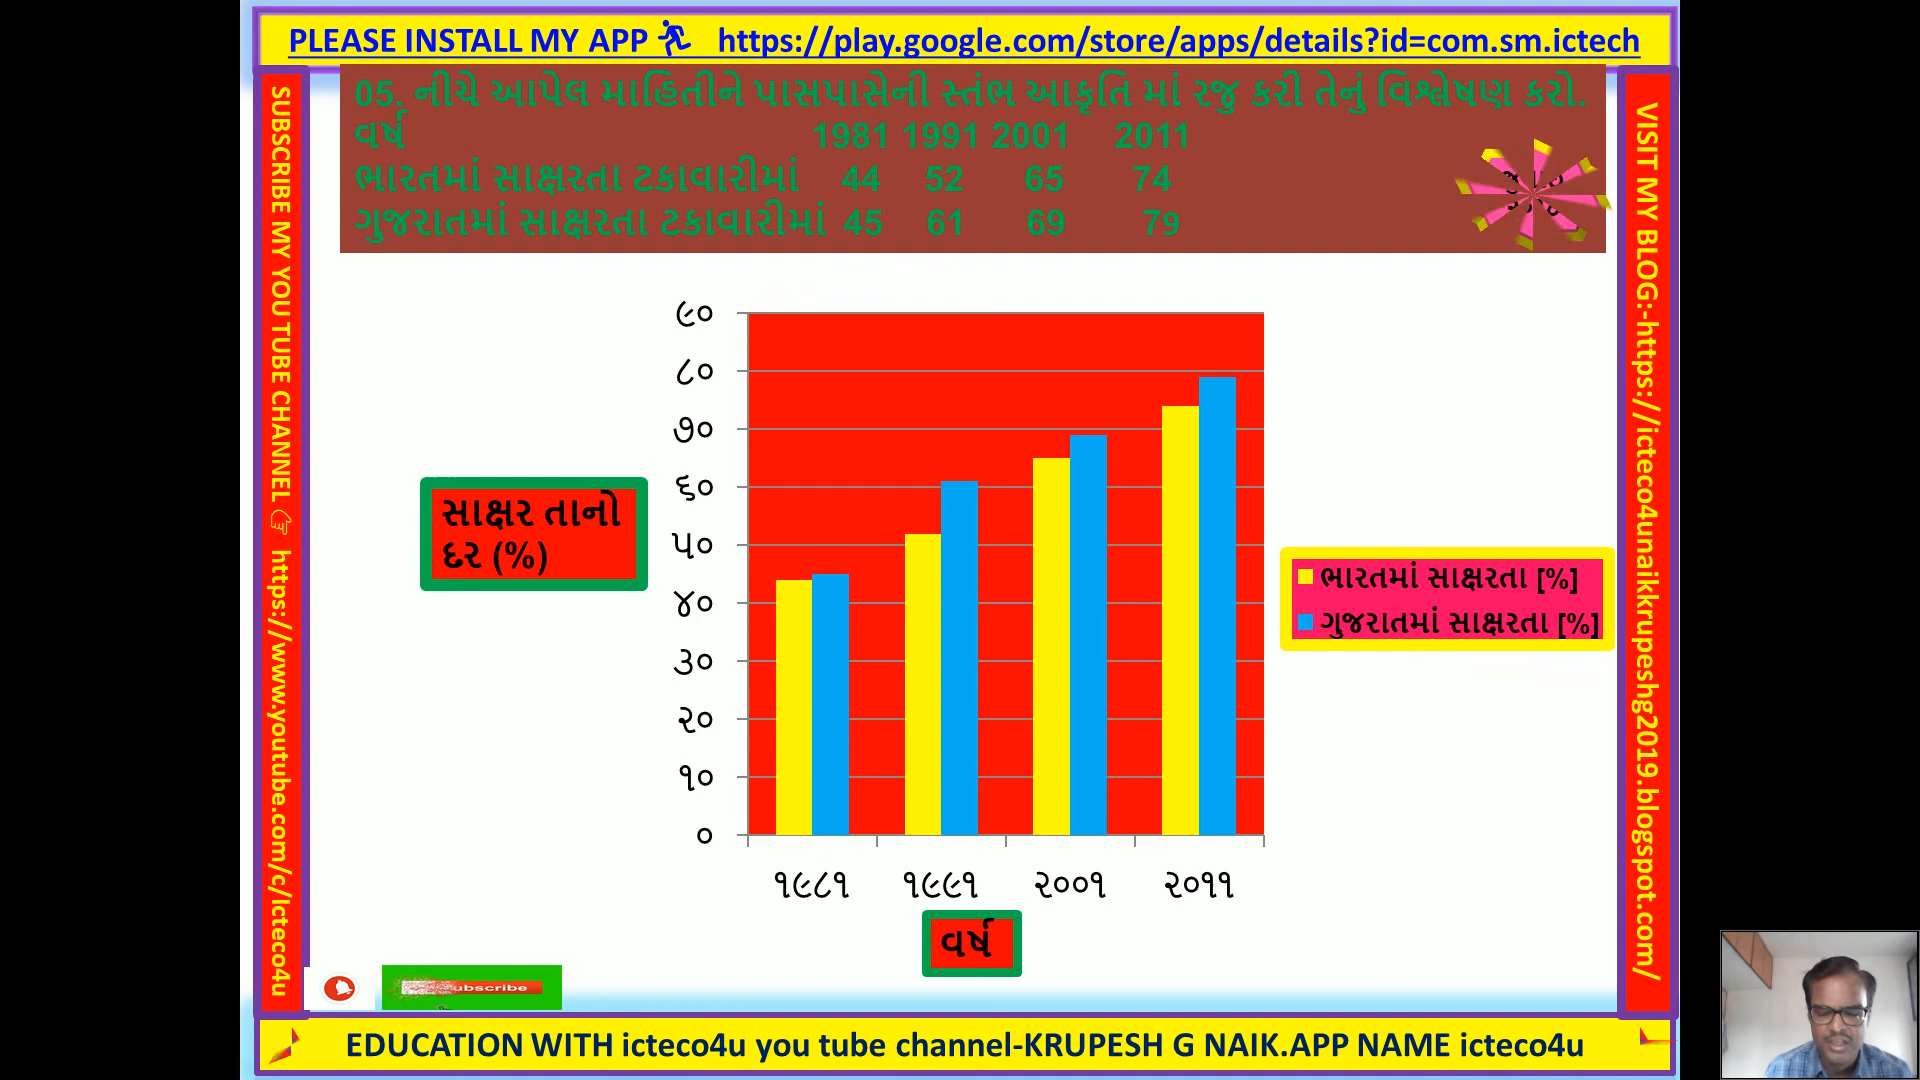 PLEASE INSTALL MY APP https://play.google.com/store/apps/details?id=com.sm.ictech
05. નીચે આપેલ માહિતીને પાસપાસેની સ્તંભ આકૃતિ માં રજુ કરી તેનું વિશ્લેષણ કરો.
વર્ષ 1981 1991 2001 2011
ભારતમાં સાક્ષરતા ટકાવારીમાં 44 52 65 74
ગુજરાતમાં સાક્ષરતા ટકાવારીમાં 45 61 69 79
SUBSCRIBE MY YOU TUBE CHANNEL 👉 https://www.youtube.com/c/Icteco4u
VISIT MY BLOG:-https://icteco4unaikkrupeshg2019.blogspot.com/
૯૦
૮૦
૭૦
૬૦
૫૦
૪૦
૩૦
૨૦
૧૦
૦
સાક્ષર તાનો
દર (%)
ભારતમાં સાક્ષરતા [%]
ગુજરાતમાં સાક્ષરતા [%]
૧૯૮૧ ૧૯૯૧ ૨૦૦૧ ૨૦૧૧
વર્ષ
EDUCATION WITH icteco4u you tube channel-KRUPESH G NAIK.APP NAME icteco4u